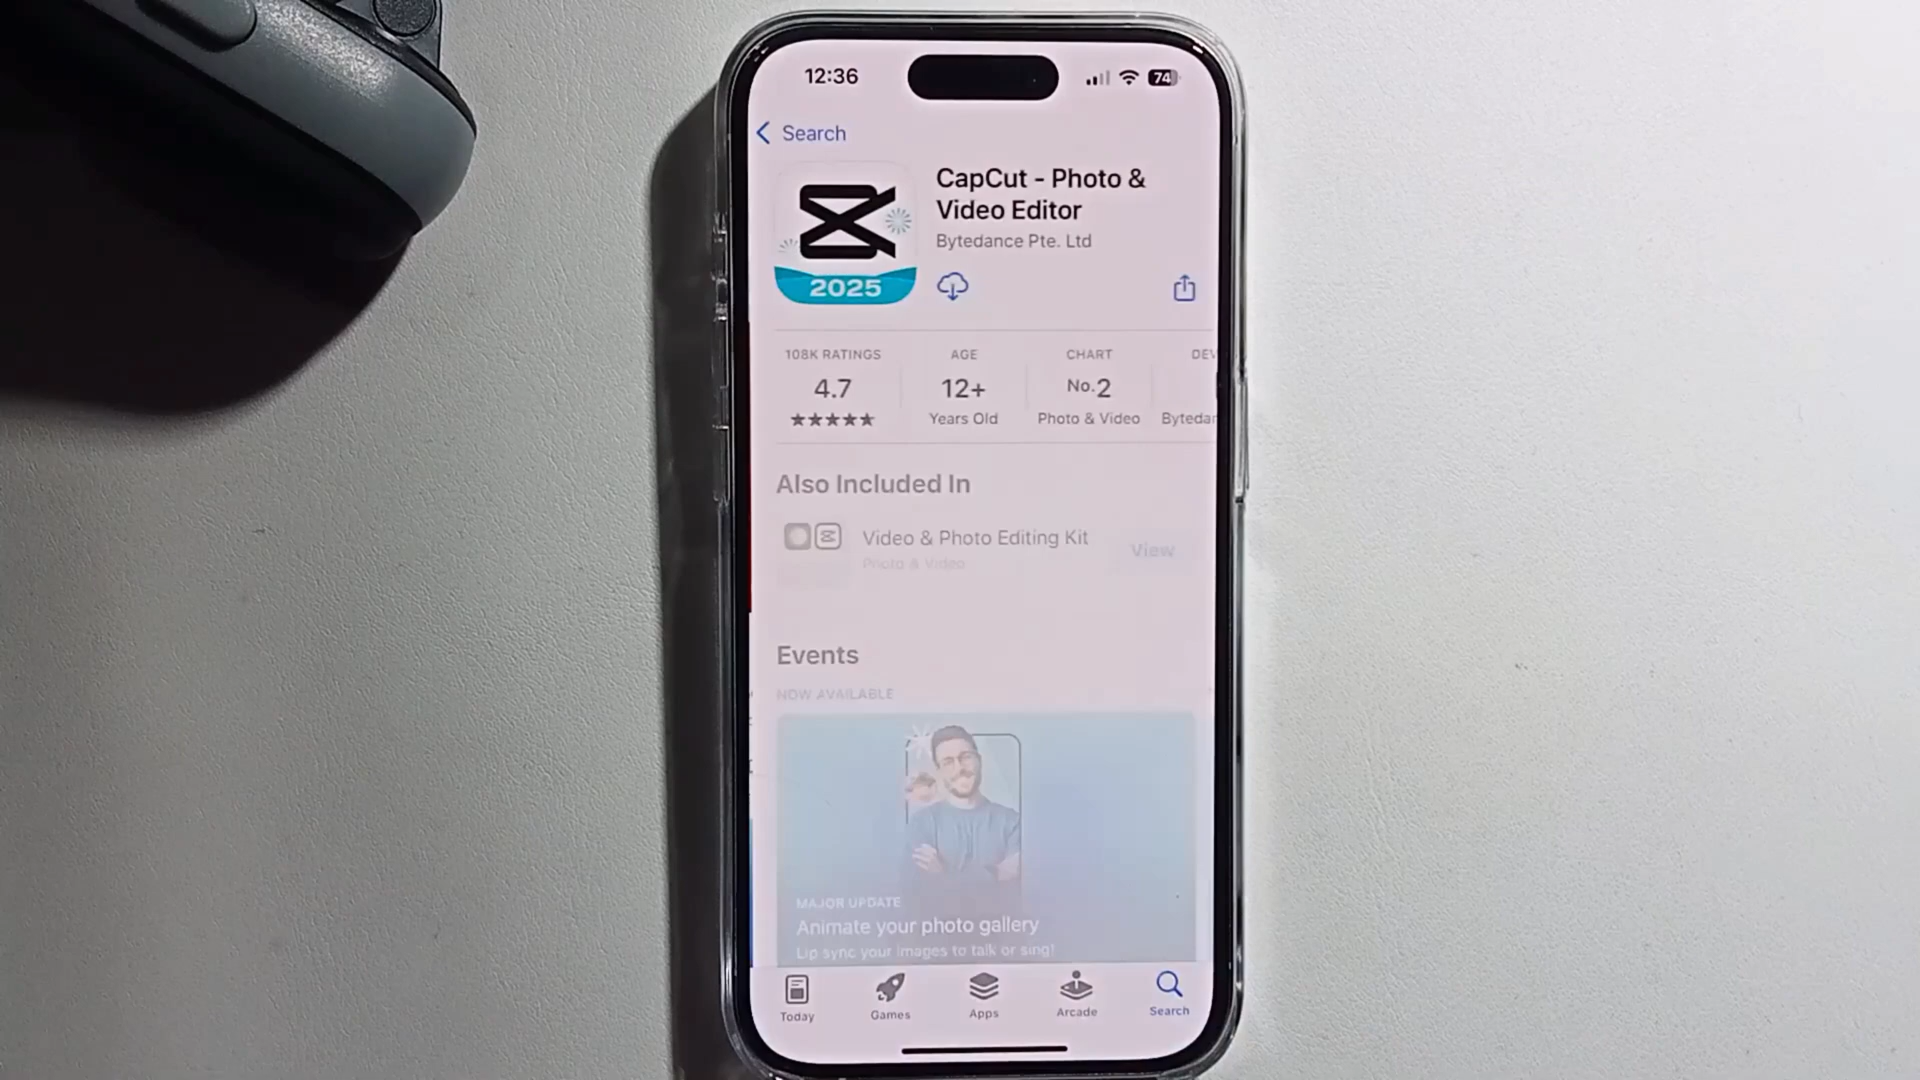 12:36
74
Search
CapCut - Photo &
Video Editor
Bytedance Pte. Ltd
2025
108K RATINGS
4.7
AGE
12+
Years Old
CHART
No.2
Photo & Video
DEV
Bytedan
Also Included In
Video & Photo Editing Kit
Photo & Video
View
Events
NOW AVAILABLE
MAJOR UPDATE
Animate your photo gallery
Lip sync your images to talk or sing!
Today
Games
Apps
Arcade
Search